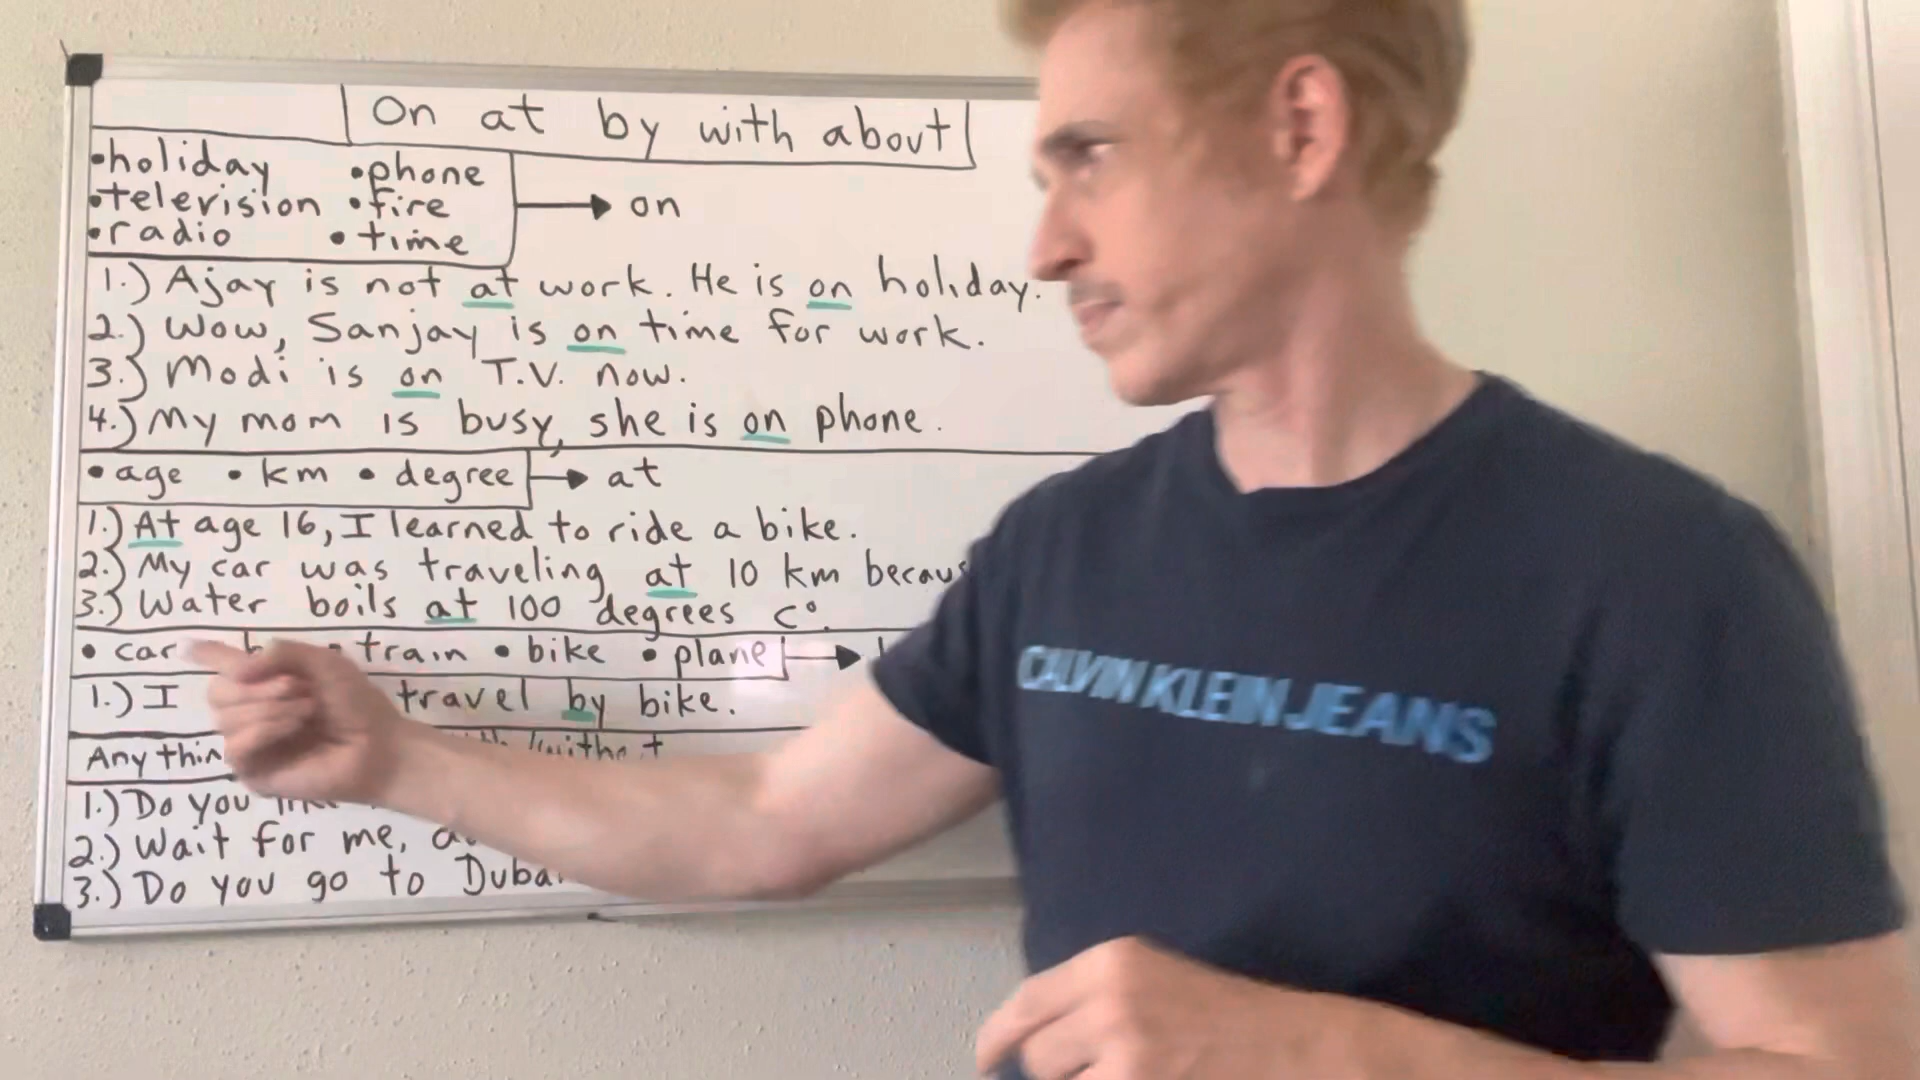 On at by with about
•holiday •phone
•television •fire
•radio •time
on
1.) Ajay is not at work. He is on holiday.
2.) Wow, Sanjay is on time for work.
3.) Modi is on T.V. now.
4.) My mom is busy, she is on phone.
•age •km •degree
at
1.) At age 16, I learned to ride a bike.
2.) My car was traveling at 10 km
3.) Water boils at 100 degrees C°.
•car •train •bike •plane
1.) I travel by bike.
1.) Do you
2.) Wait for me,
3.) Do you go to
CALVIN KLEIN JEANS